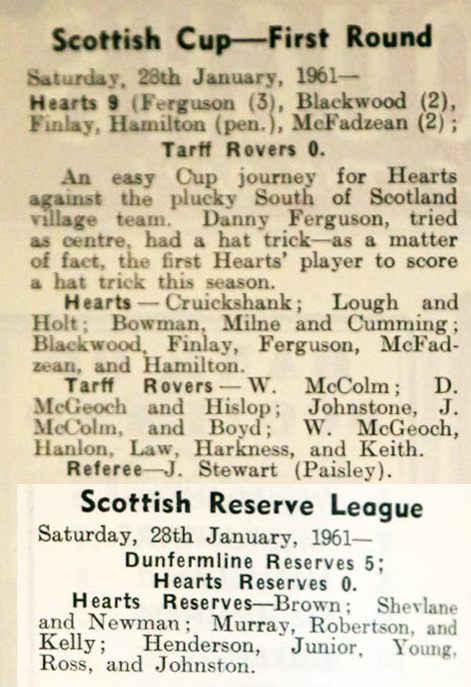 Scottish Cup—First Round
Saturday, 28th January, 1961—
Hearts 9 (Ferguson (3), Blackwood (2),
Finlay, Hamilton (pen.), McFadzean (2) ;
Tarff Rovers 0.
An easy Cup journey for Hearts
against the plucky South of Scotland
village team. Danny Ferguson, tried
as centre, had a hat trick—as a matter
of fact, the first Hearts' player to score
a hat trick this season.
Hearts — Cruickshank ; Lough and
Holt ; Bowman, Milne and Cumming ;
Blackwood, Finlay, Ferguson, McFad-
zean, and Hamilton.
Tarff Rovers — W. McColm ; D.
McGeoch and Hislop ; Johnstone, J.
McColm, and Boyd ; W. McGeoch,
Hanlon, Law, Harkness, and Keith.
Referee—J. Stewart (Paisley).
Scottish Reserve League
Saturday, 28th January, 1961—
Dunfermline Reserves 5 ;
Hearts Reserves 0.
Hearts Reserves—Brown ; Shevlane
and Newman ; Murray, Robertson, and
Kelly ; Henderson, Junior, Young,
Ross, and Johnston.